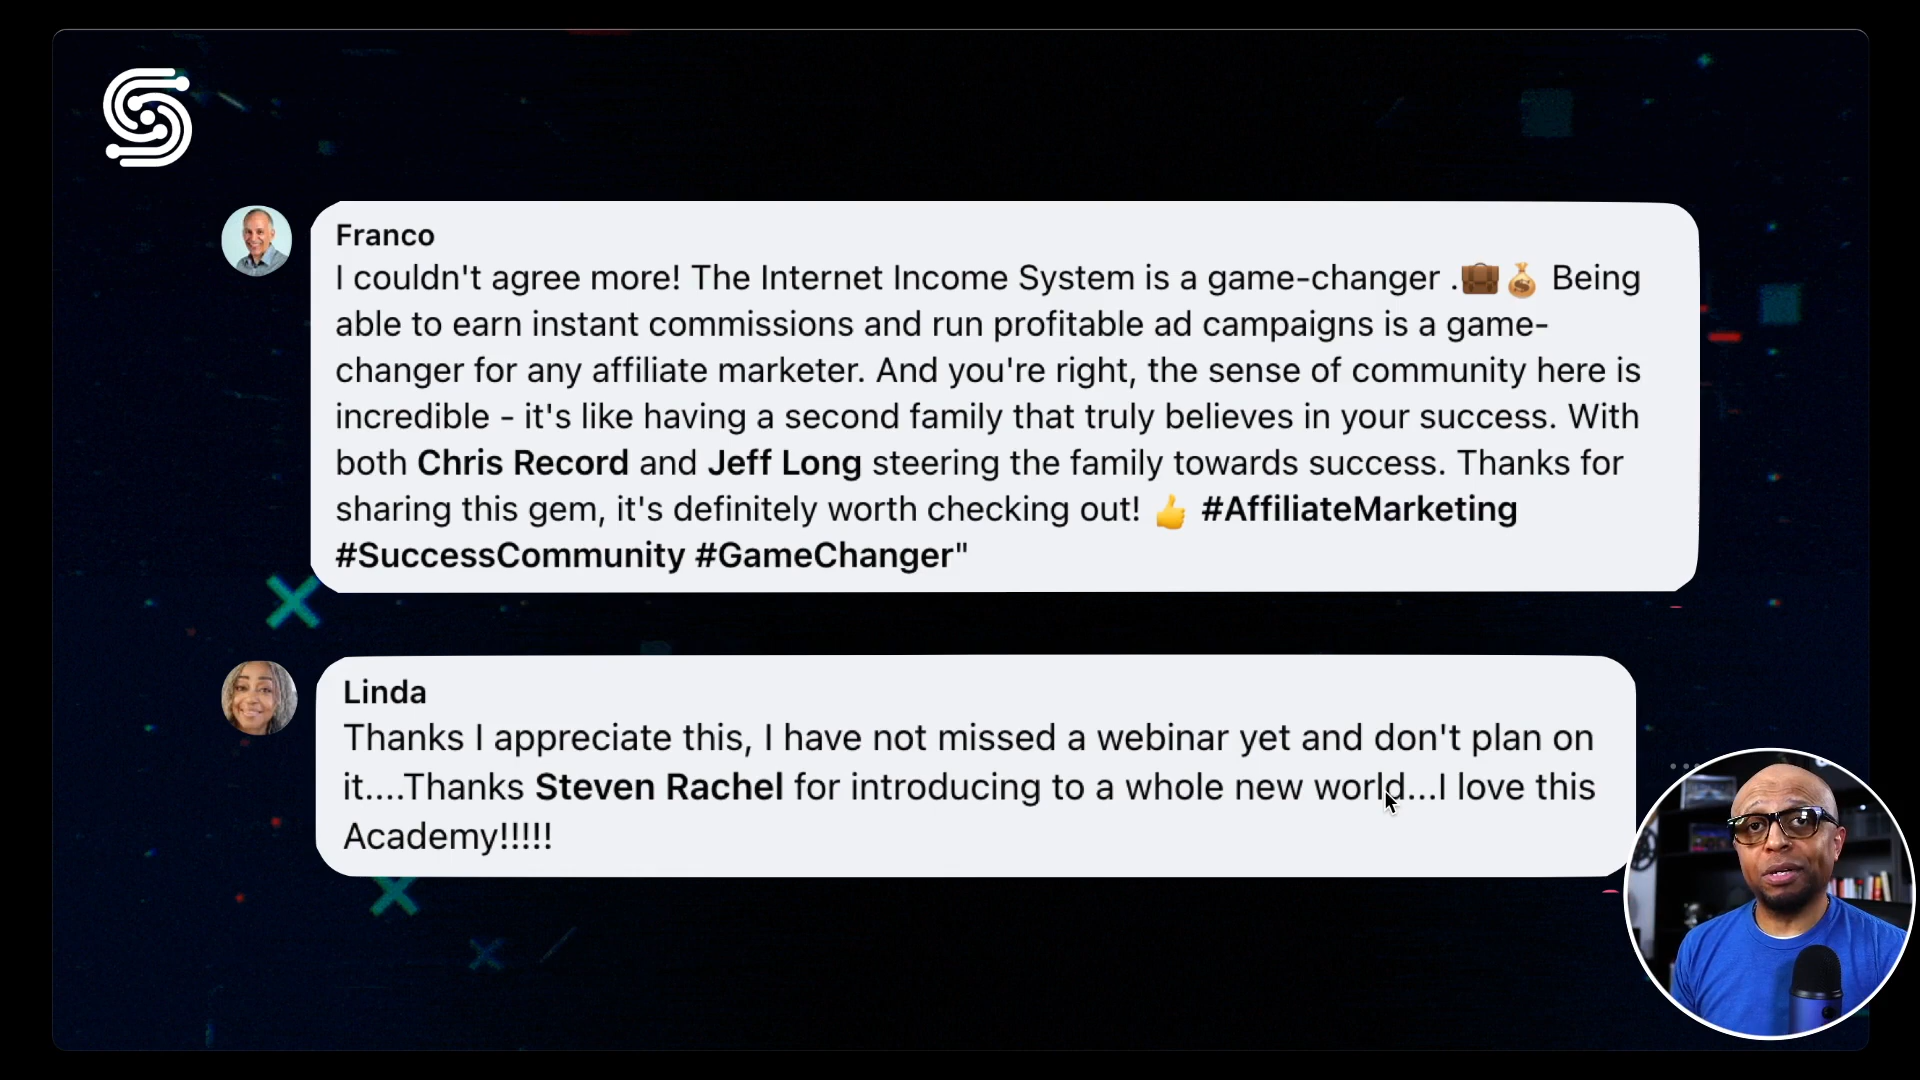 Franco
I couldn't agree more! The Internet Income System is a game-changer .💼💰 Being
able to earn instant commissions and run profitable ad campaigns is a game-
changer for any affiliate marketer. And you're right, the sense of community here is
incredible - it's like having a second family that truly believes in your success. With
both Chris Record and Jeff Long steering the family towards success. Thanks for
sharing this gem, it's definitely worth checking out! 👍 #AffiliateMarketing
#SuccessCommunity #GameChanger"
Linda
Thanks I appreciate this, I have not missed a webinar yet and don't plan on
it....Thanks Steven Rachel for introducing to a whole new world...I love this
Academy!!!!!